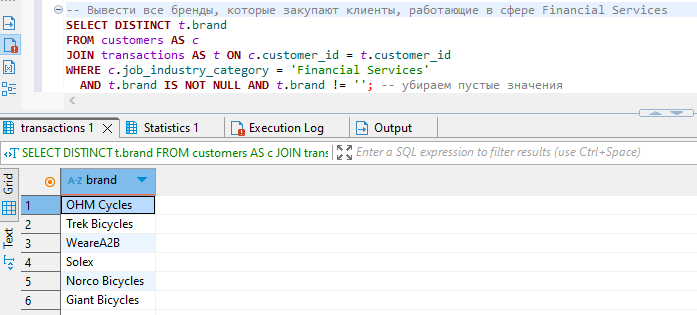 -- Вывести все бренды, которые закупают клиенты, работающие в сфере Financial Services
SELECT DISTINCT t.brand
FROM customers AS c
JOIN transactions AS t ON c.customer_id = t.customer_id
WHERE c.job_industry_category = 'Financial Services'
AND t.brand IS NOT NULL AND t.brand != ''; -- убираем пустые значения
transactions 1 Statistics 1 Execution Log Output
SELECT DISTINCT t.brand FROM customers AS c JOIN trans Enter a SQL expression to filter results (use Ctrl+Space)
Grid
Text
A-Z brand
1 OHM Cycles
2 Trek Bicycles
3 WeareA2B
4 Solex
5 Norco Bicycles
6 Giant Bicycles